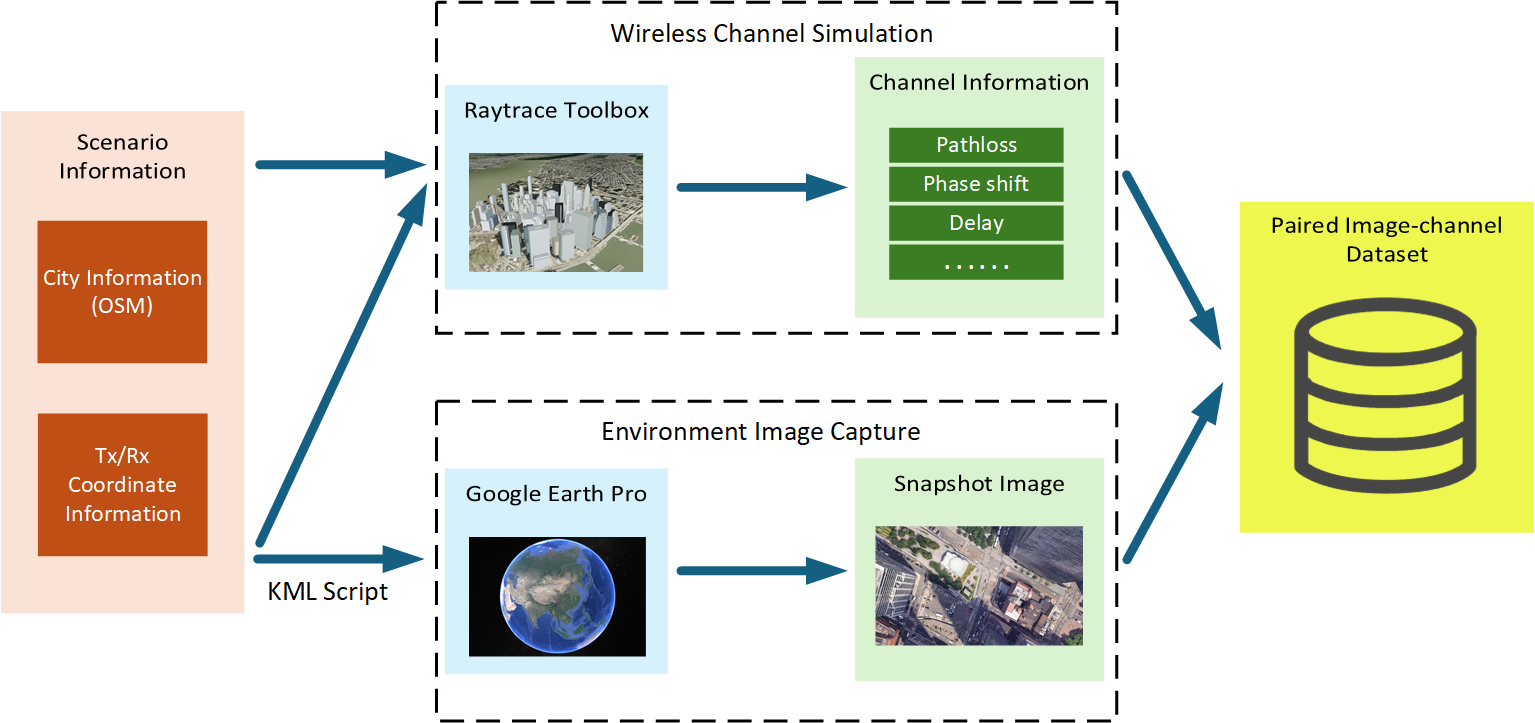 Scenario
Information
City Information
(OSM)
Tx/Rx
Coordinate
Information
KML Script
Wireless Channel Simulation
Raytrace Toolbox
Channel Information
Pathloss
Phase shift
Delay
......
Environment Image Capture
Google Earth Pro
Snapshot Image
Paired Image-channel
Dataset